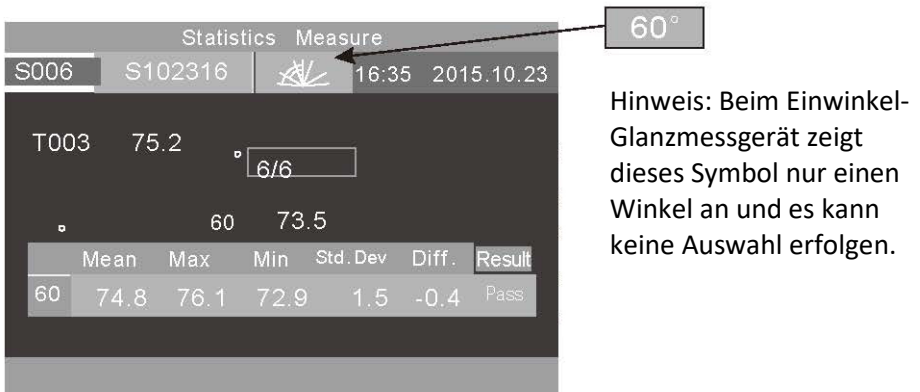 60°
Statistics Measure
S006 S102316 16:35 2015.10.23
T003 75.2 °
6/6
° 60 73.5
Mean Max Min Std.Dev Diff. Result
60 74.8 76.1 72.9 1.5 -0.4 Pass
Hinweis: Beim Einwinkel-
Glanzmessgerät zeigt
dieses Symbol nur einen
Winkel an und es kann
keine Auswahl erfolgen.